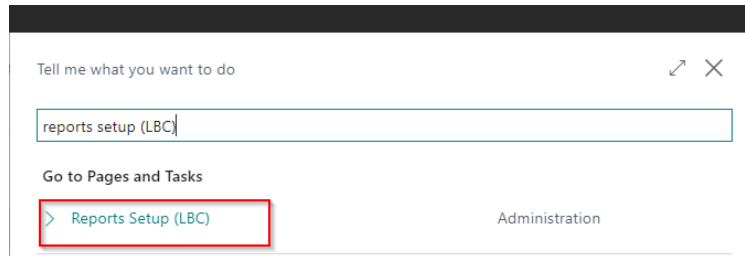 Tell me what you want to do
reports setup (LBC)
Go to Pages and Tasks
Reports Setup (LBC) Administration